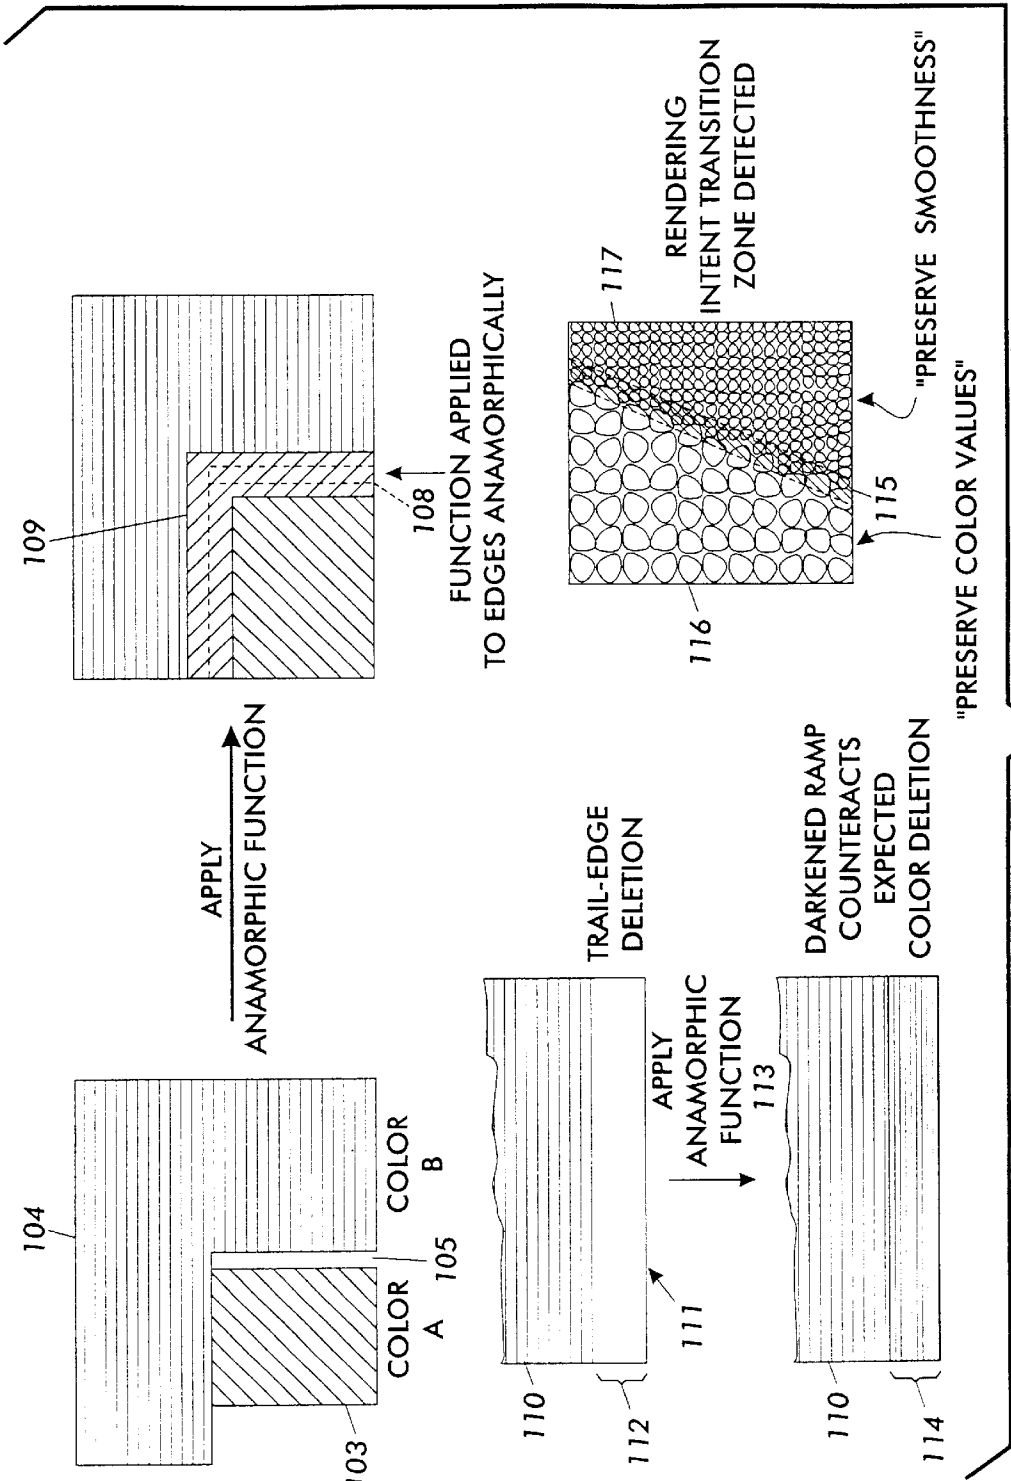 104
103
105
COLOR
A
COLOR
B
APPLY
ANAMORPHIC FUNCTION
109
108
FUNCTION APPLIED
TO EDGES ANAMORPHICALLY
110
112
111
TRAIL-EDGE
DELETION
APPLY
ANAMORPHIC
FUNCTION
113
110
114
DARKENED RAMP
COUNTERACTS
EXPECTED
COLOR DELETION
116
117
115
RENDERING
INTENT TRANSITION
ZONE DETECTED
"PRESERVE COLOR VALUES"
"PRESERVE SMOOTHNESS"